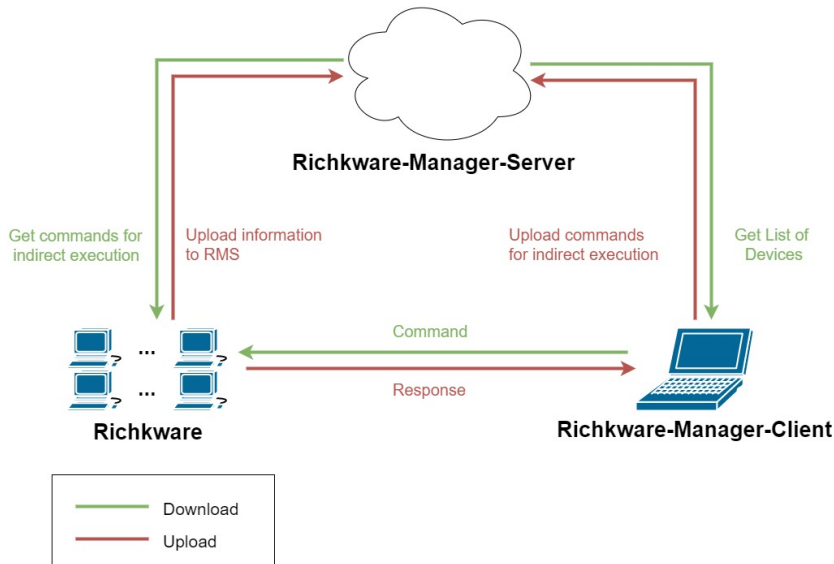 Richkware-Manager-Server
Get commands for
indirect execution
Upload information
to RMS
Upload commands
for indirect execution
Get List of
Devices
Command
...
...
Response
Richkware
Richkware-Manager-Client
Download
Upload